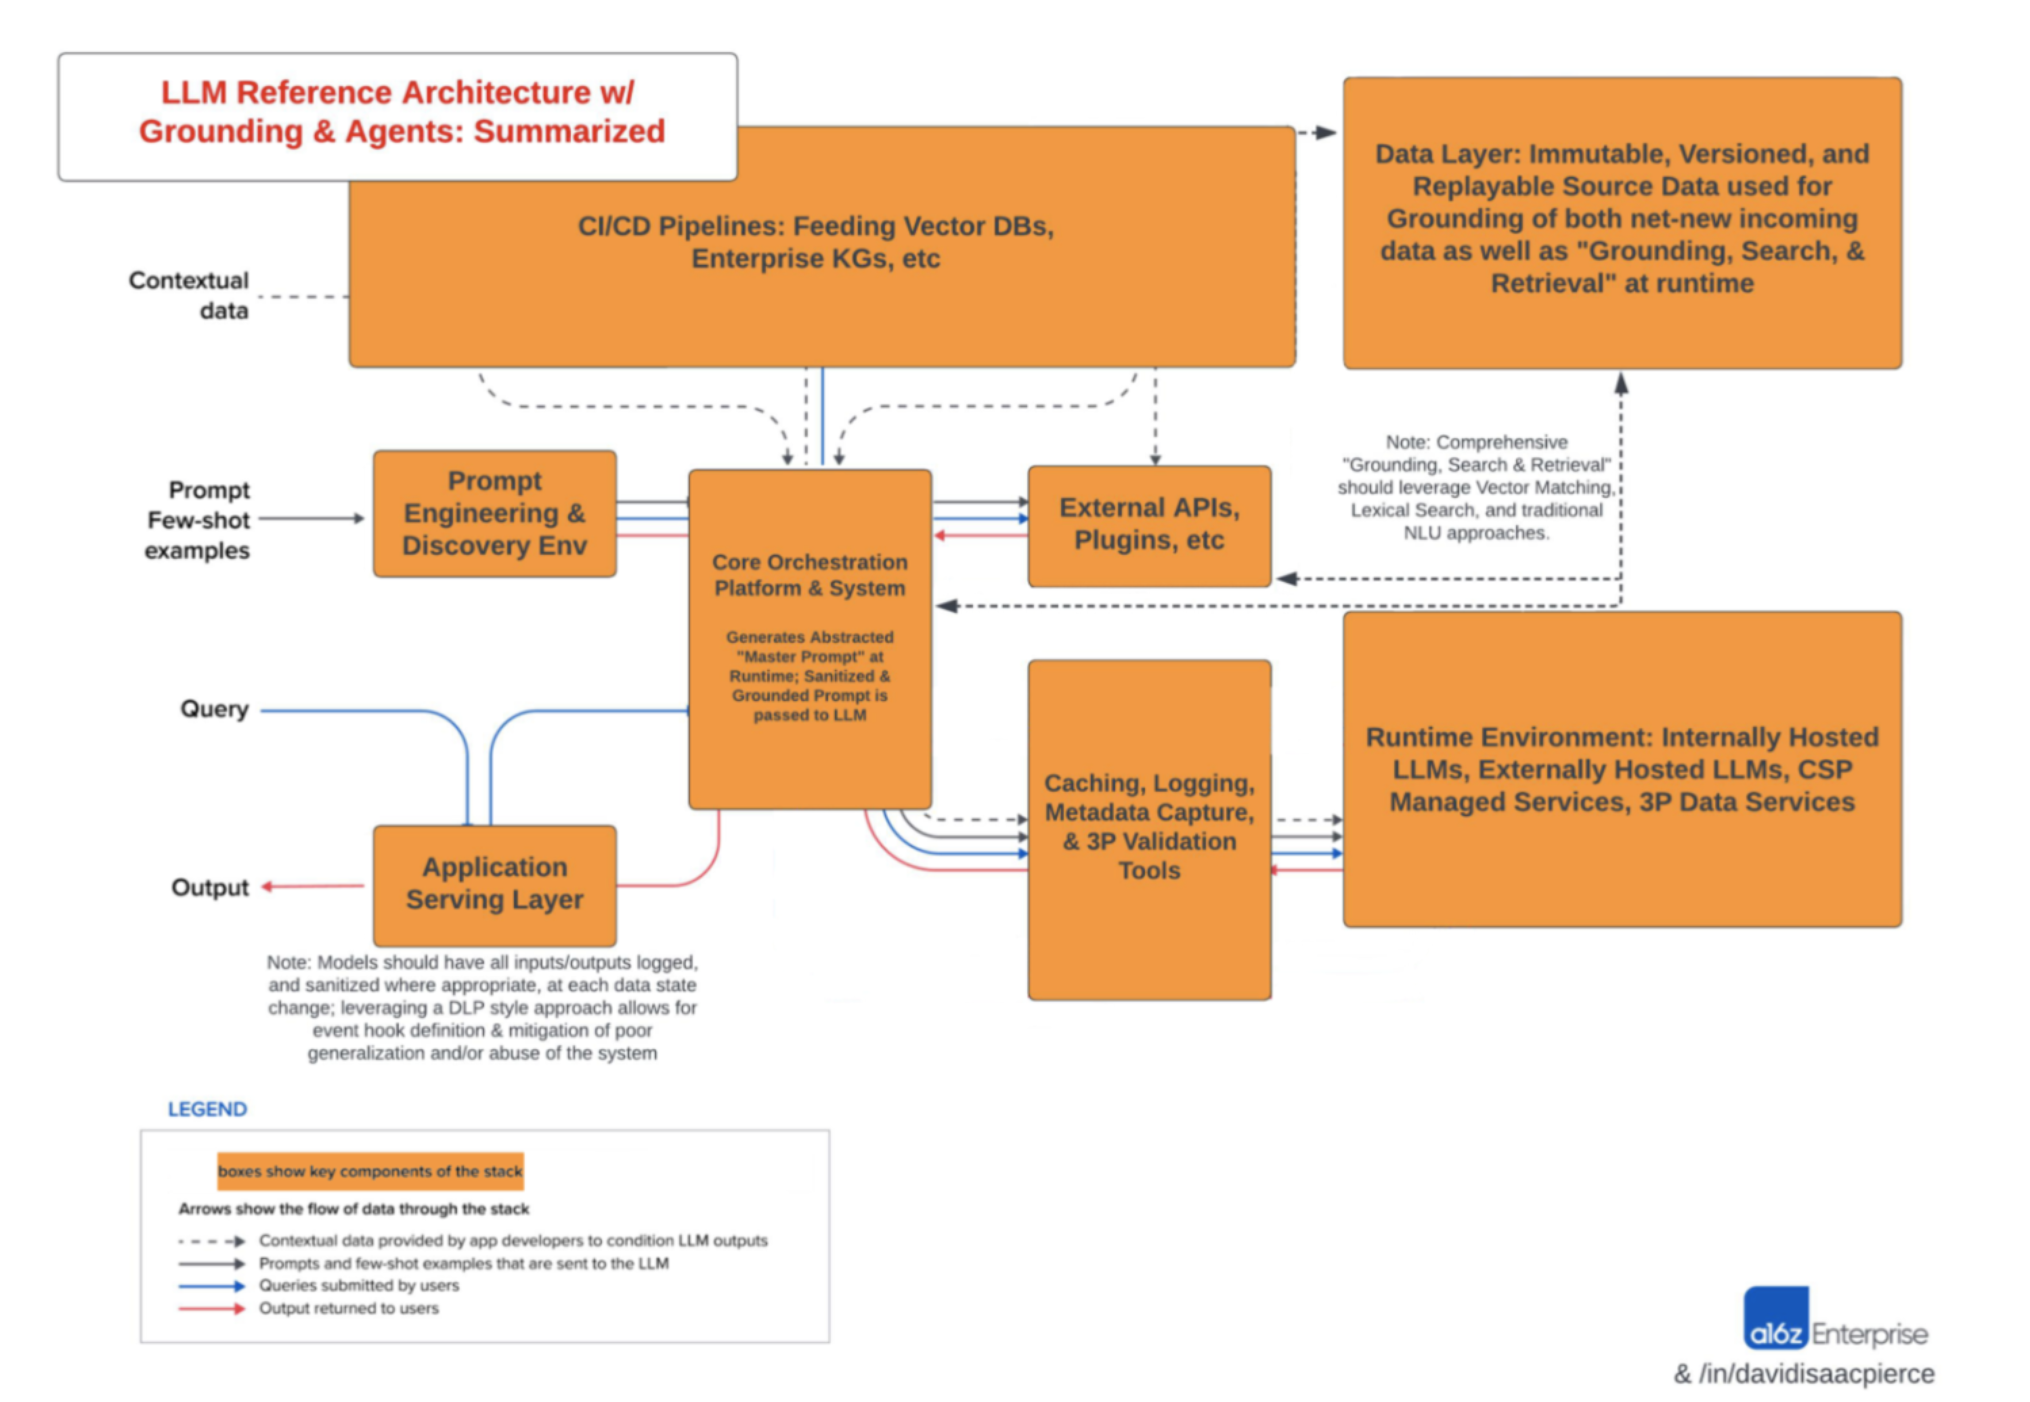 LLM Reference Architecture w/
Grounding & Agents: Summarized
CI/CD Pipelines: Feeding Vector DBs,
Enterprise KGs, etc
Data Layer: Immutable, Versioned, and
Replayable Source Data used for
Grounding of both net-new incoming
data as well as "Grounding, Search, &
Retrieval" at runtime
Contextual
data
Prompt
Few-shot
examples
Prompt
Engineering &
Discovery Env
Core Orchestration
Platform & System
Generates Abstracted
"Master Prompt" at
Runtime; Sanitized &
Grounded Prompt is
passed to LLM
External APIs,
Plugins, etc
Note: Comprehensive
"Grounding, Search & Retrieval"
should leverage Vector Matching,
Lexical Search, and traditional
NLU approaches.
Query
Output
Application
Serving Layer
Caching, Logging,
Metadata Capture,
& 3P Validation
Tools
Runtime Environment: Internally Hosted
LLMs, Externally Hosted LLMs, CSP
Managed Services, 3P Data Services
Note: Models should have all inputs/outputs logged,
and sanitized where appropriate, at each data state
change; leveraging a DLP style approach allows for
event hook definition & mitigation of poor
generalization and/or abuse of the system
LEGEND
boxes show key components of the stack
Arrows show the flow of data through the stack
Contextual data provided by app developers to condition LLM outputs
Prompts and few-shot examples that are sent to the LLM
Queries submitted by users
Output returned to users
a16z Enterprise
& /in/davidisaacpierce